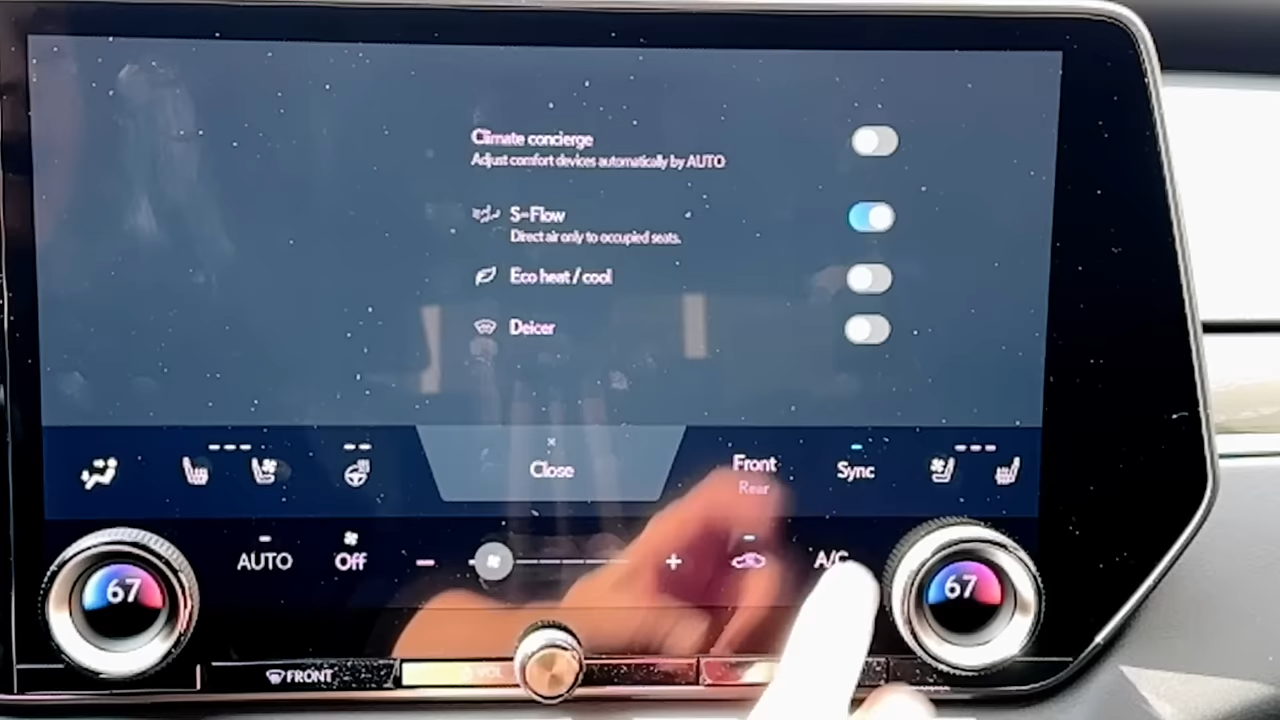 Climate concierge
Adjust comfort devices automatically by AUTO
S-Flow
Direct air only to occupied seats.
Eco heat / cool
Deicer
Close
Front
Rear
Sync
AUTO
Off
A/C
67
67
FRONT
VOL